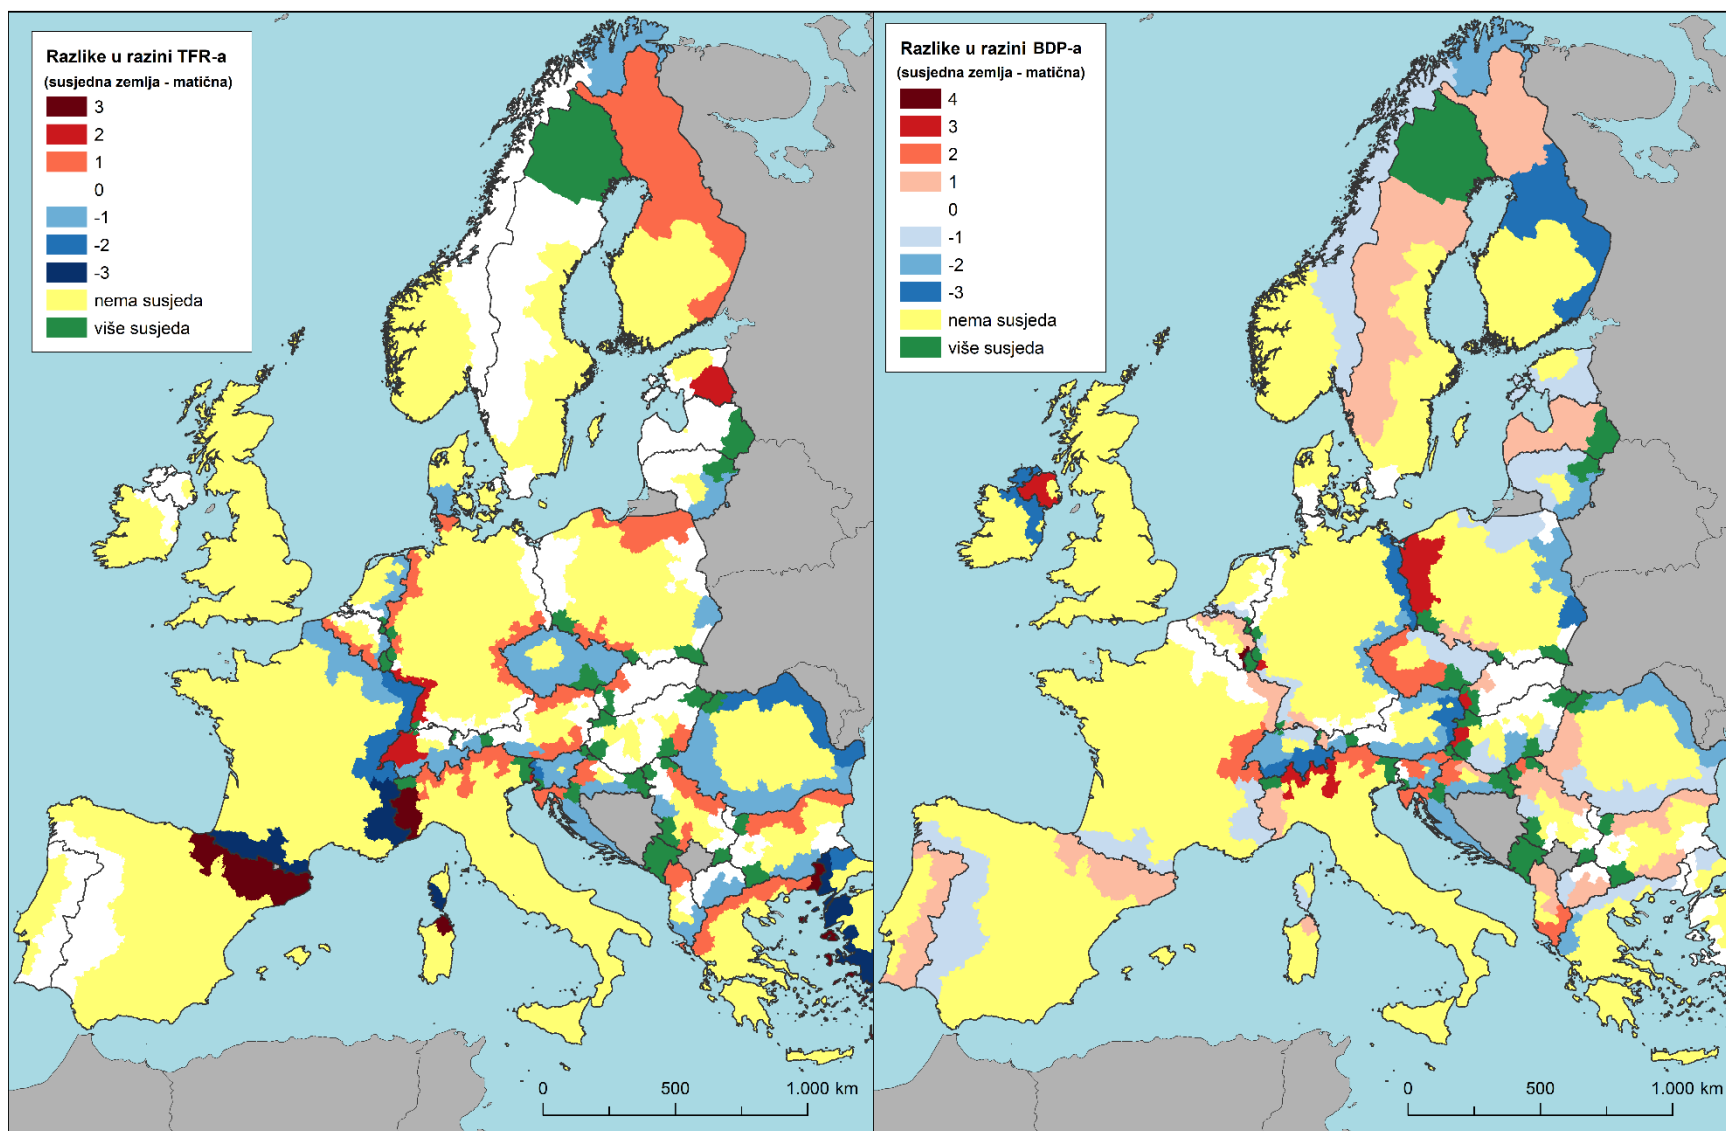 Razlike u razini TFR-a
(susjedna zemlja - matična)
3
2
1
0
-1
-2
-3
nema susjeda
više susjeda
0 500 1.000 km
Razlike u razini BDP-a
(susjedna zemlja - matična)
4
3
2
1
0
-1
-2
-3
nema susjeda
više susjeda
0 500 1.000 km